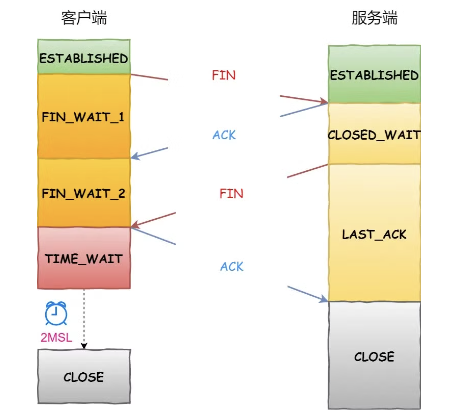 客户端
服务端
ESTABLISHED
FIN
ESTABLISHED
FIN_WAIT_1
ACK
CLOSED_WAIT
FIN_WAIT_2
FIN
LAST_ACK
TIME_WAIT
ACK
2MSL
CLOSE
CLOSE